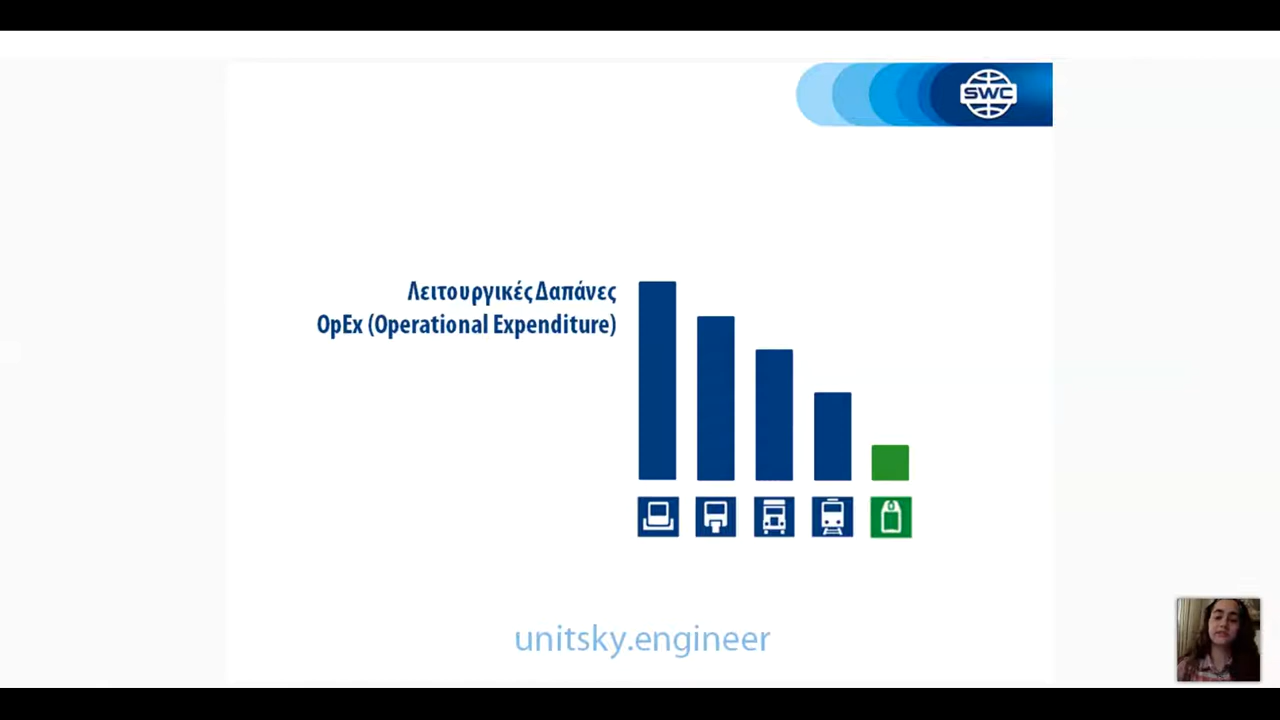 SWC
Λειτουργικές Δαπάνες
OpEx (Operational Expenditure)
unitsky.engineer